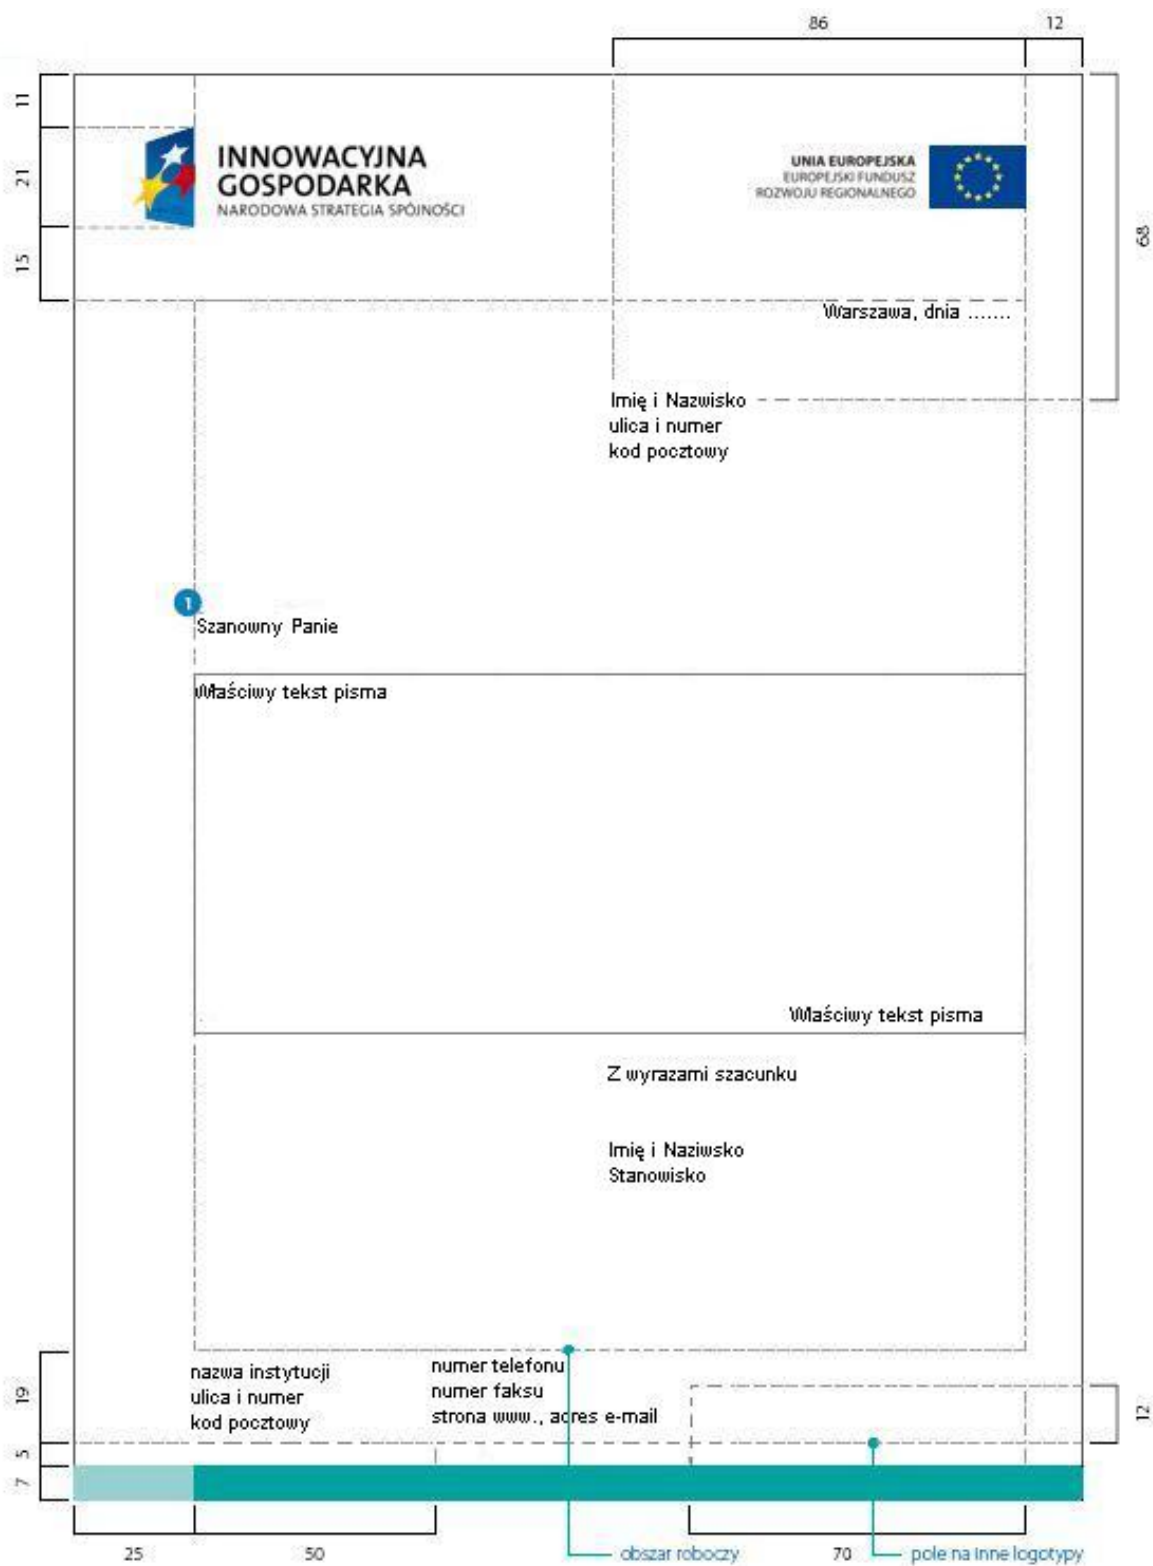 86
12
11
21
15
68
INNOWACYJNA
GOSPODARKA
NARODOWA STRATEGIA SPÓJNOŚCI
UNIA EUROPEJSKA
EUROPEJSKI FUNDUSZ
ROZWOJU REGIONALNEGO
Warszawa, dnia .......
Imię i Nazwisko
ulica i numer
kod pocztowy
1
Szanowny Panie
Właściwy tekst pisma
Właściwy tekst pisma
Z wyrazami szacunku
Imię i Naziwsko
Stanowisko
nazwa instytucji
ulica i numer
kod pocztowy
numer telefonu
numer faksu
strona www., adres e-mail
19
5
7
12
25
50
obszar roboczy
70
pole na inne logotypy